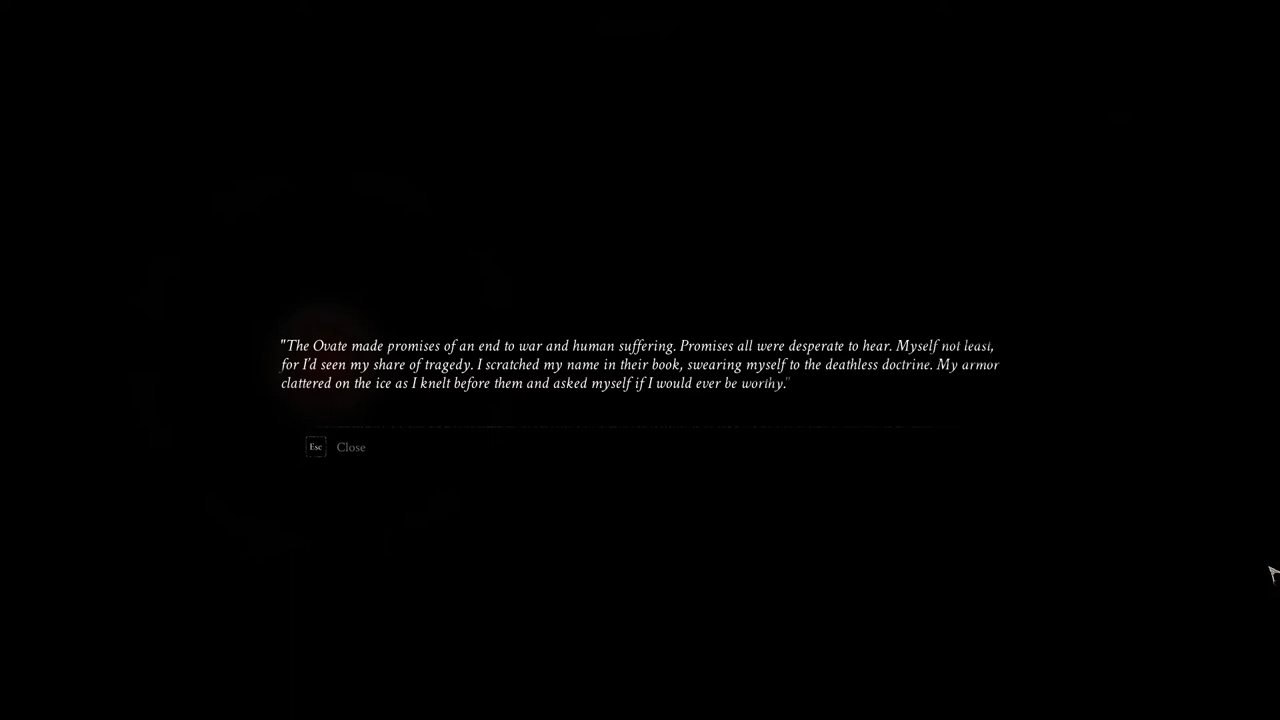 "The Ovate made promises of an end to war and human suffering. Promises all were desperate to hear. Myself not least,
for I'd seen my share of tragedy. I scratched my name in their book, swearing myself to the deathless doctrine. My armor
clattered on the ice as I knelt before them and asked myself if I would ever be worthy."
Esc Close